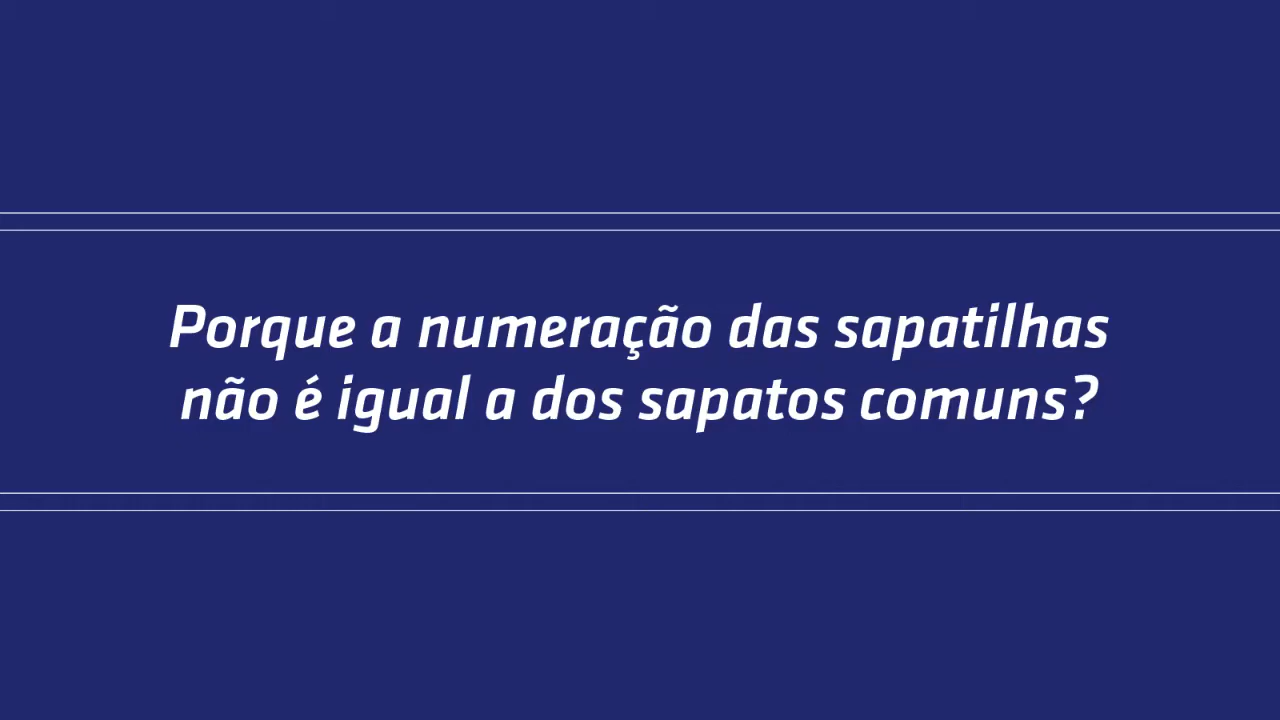 Porque a numeração das sapatilhas
não é igual a dos sapatos comuns?